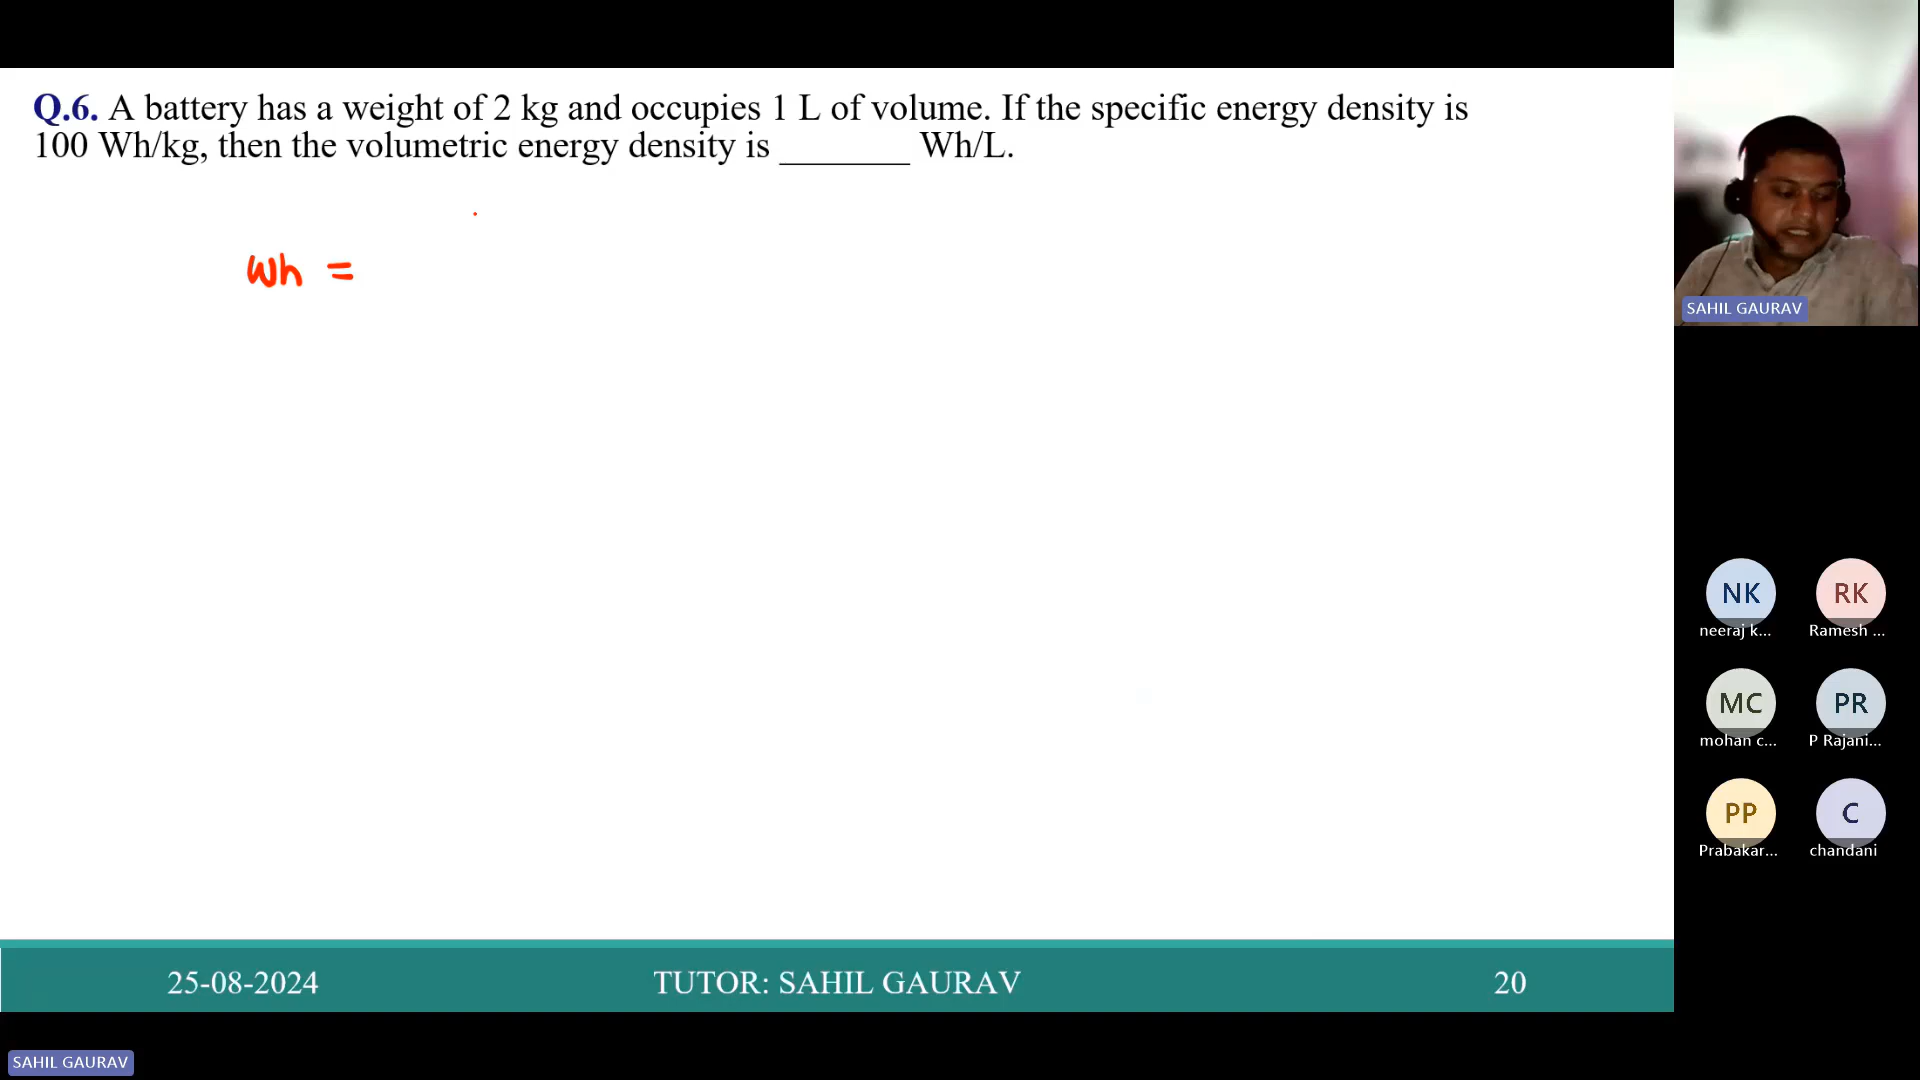 Q.6. A battery has a weight of 2 kg and occupies 1 L of volume. If the specific energy density is
100 Wh/kg, then the volumetric energy density is _______ Wh/L.
Wh =
SAHIL GAURAV
NK
RK
neeraj k...
Ramesh ...
MC
PR
mohan c...
P Rajani...
PP
C
Prabakar...
chandani
25-08-2024
TUTOR: SAHIL GAURAV
20
SAHIL GAURAV